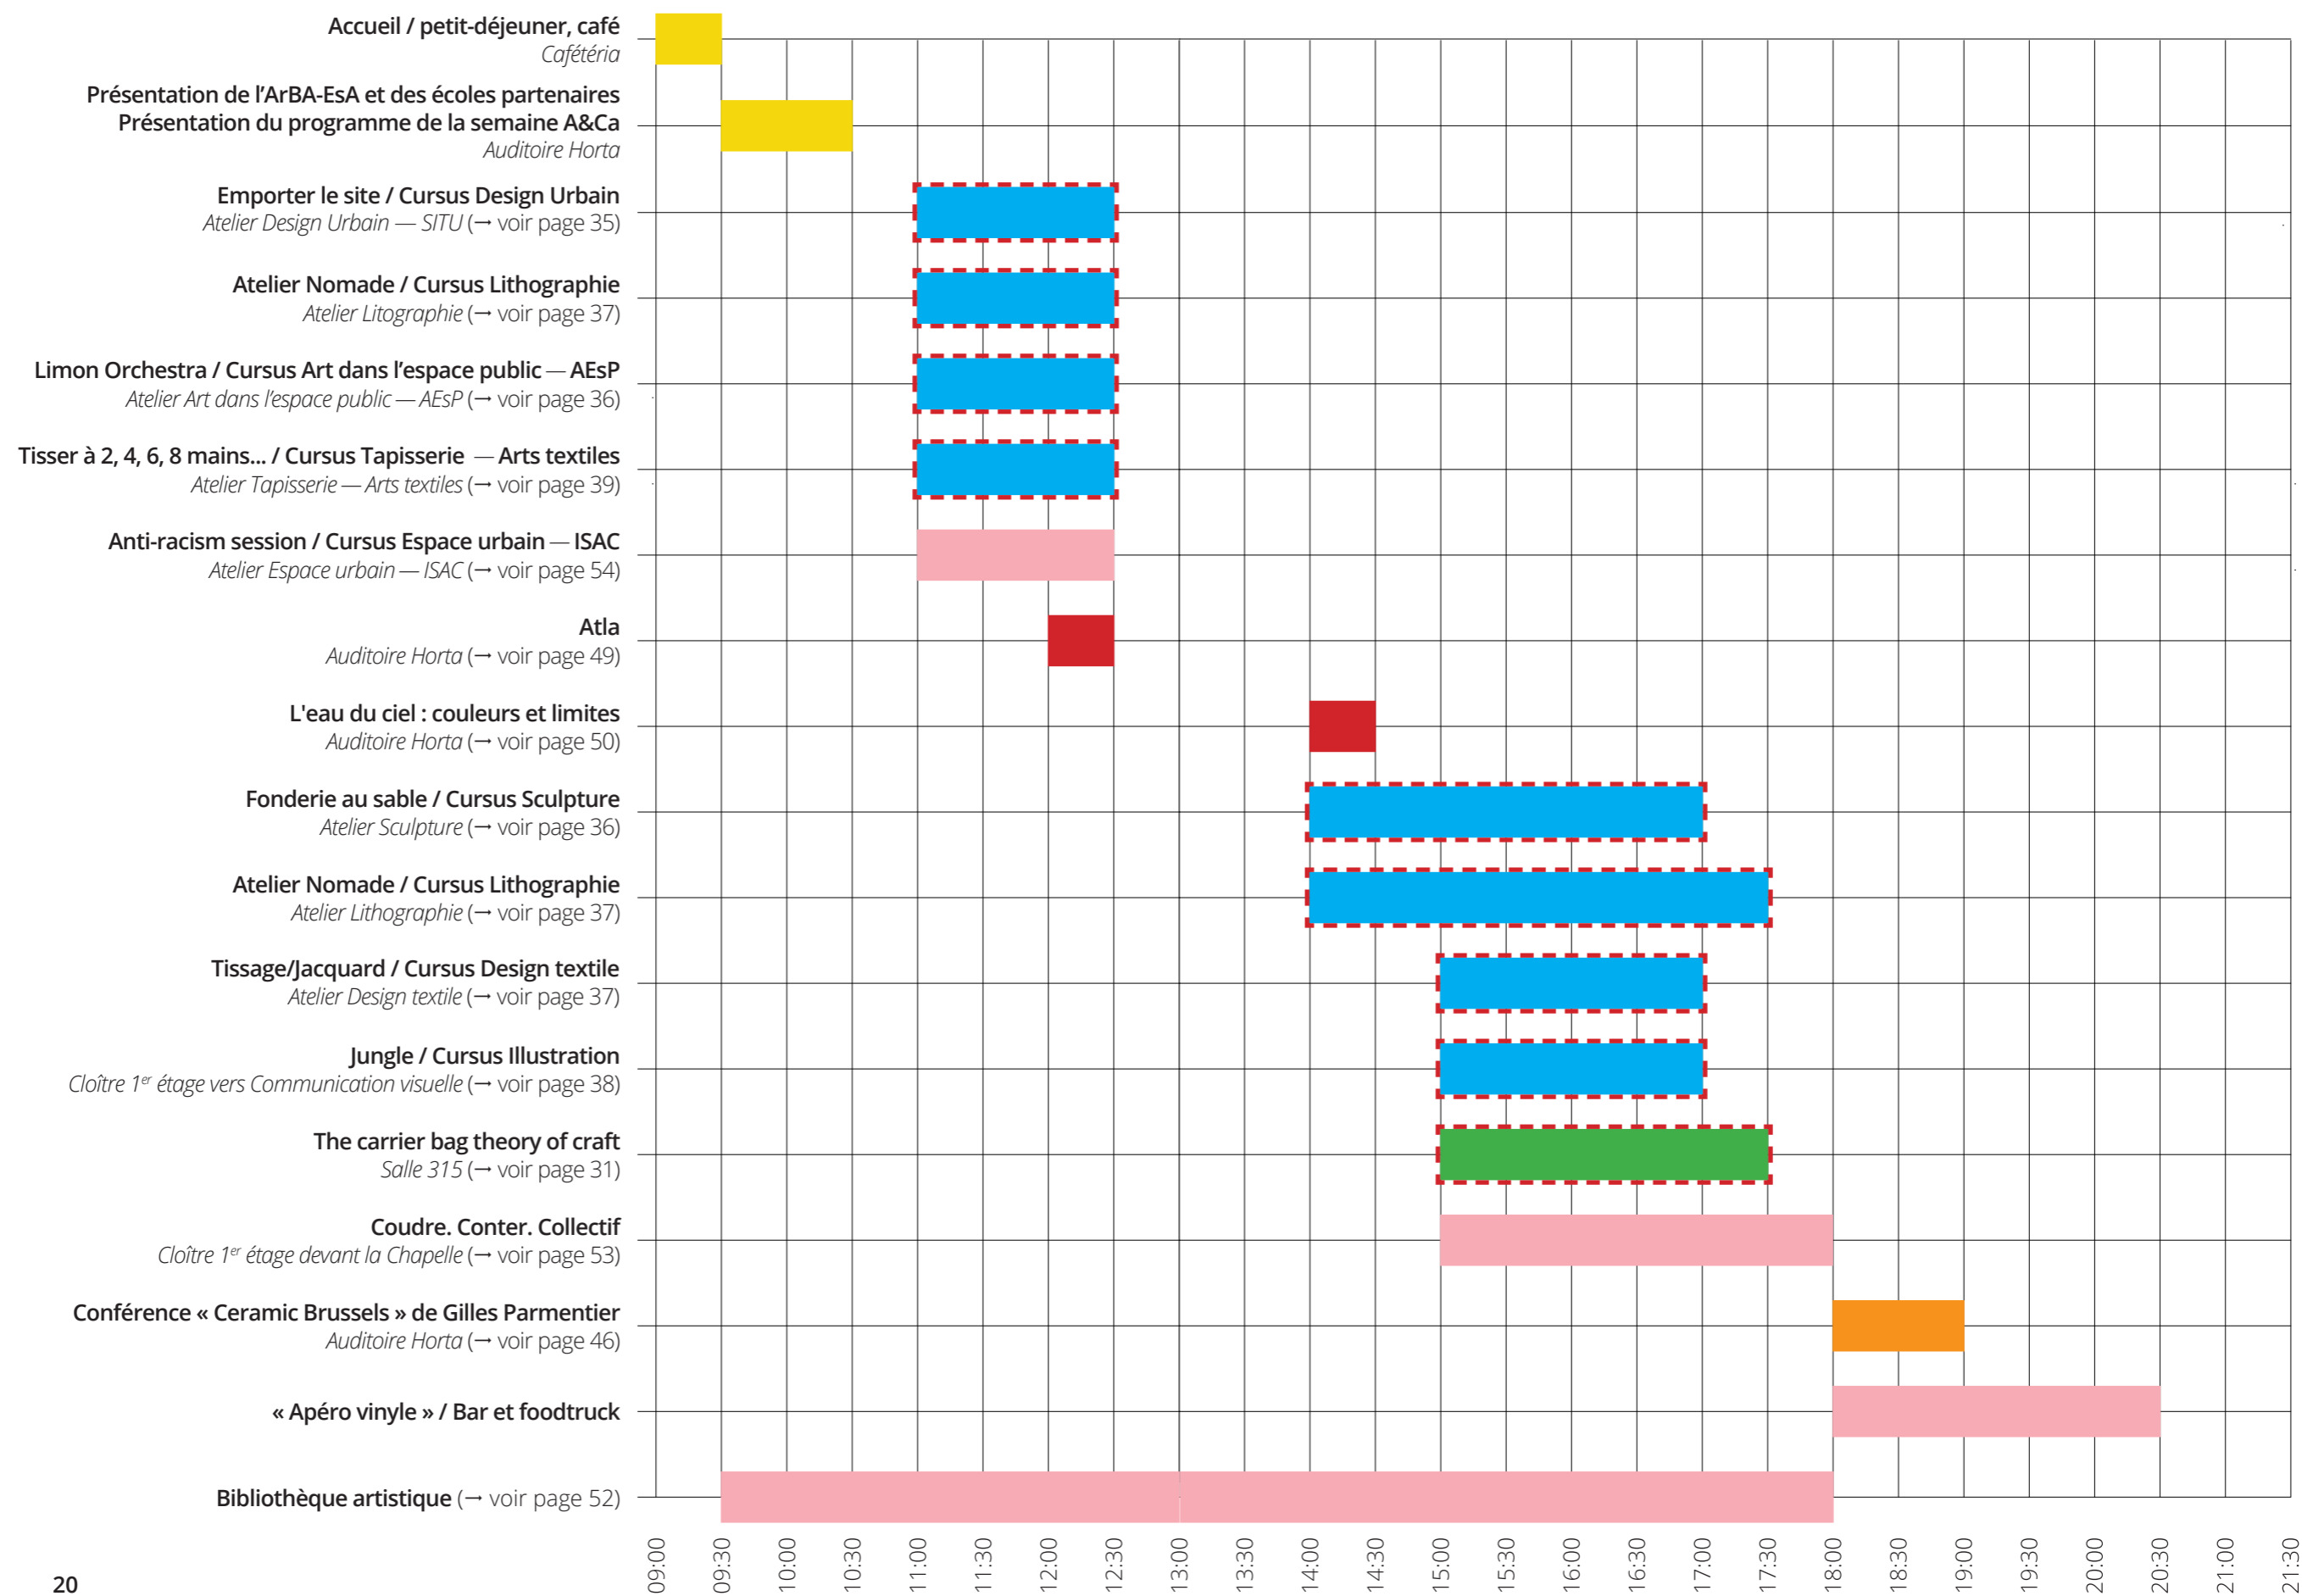 Accueil / petit-déjeuner, café
Cafétéria
Présentation de l'ArBA-EsA et des écoles partenaires
Présentation du programme de la semaine A&Ca
Auditoire Horta
Emporter le site / Cursus Design Urbain
Atelier Design Urbain — SITU (→ voir page 35)
Atelier Nomade / Cursus Lithographie
Atelier Litographie (→ voir page 37)
Limon Orchestra / Cursus Art dans l'espace public — AEsP
Atelier Art dans l'espace public — AEsP (→ voir page 36)
Tisser à 2, 4, 6, 8 mains... / Cursus Tapisserie — Arts textiles
Atelier Tapisserie — Arts textiles (→ voir page 39)
Anti-racism session / Cursus Espace urbain — ISAC
Atelier Espace urbain — ISAC (→ voir page 54)
Atla
Auditoire Horta (→ voir page 49)
L'eau du ciel : couleurs et limites
Auditoire Horta (→ voir page 50)
Fonderie au sable / Cursus Sculpture
Atelier Sculpture (→ voir page 36)
Atelier Nomade / Cursus Lithographie
Atelier Lithographie (→ voir page 37)
Tissage/Jacquard / Cursus Design textile
Atelier Design textile (→ voir page 37)
Jungle / Cursus Illustration
Cloître 1er étage vers Communication visuelle (→ voir page 38)
The carrier bag theory of craft
Salle 315 (→ voir page 31)
Coudre. Conter. Collectif
Cloître 1er étage devant la Chapelle (→ voir page 53)
Conférence « Ceramic Brussels » de Gilles Parmentier
Auditoire Horta (→ voir page 46)
« Apéro vinyle » / Bar et foodtruck
Bibliothèque artistique (→ voir page 52)
09:00
09:30
10:00
10:30
11:00
11:30
12:00
12:30
13:00
13:30
14:00
14:30
15:00
15:30
16:00
16:30
17:00
17:30
18:00
18:30
19:00
19:30
20:00
20:30
21:00
21:30
20